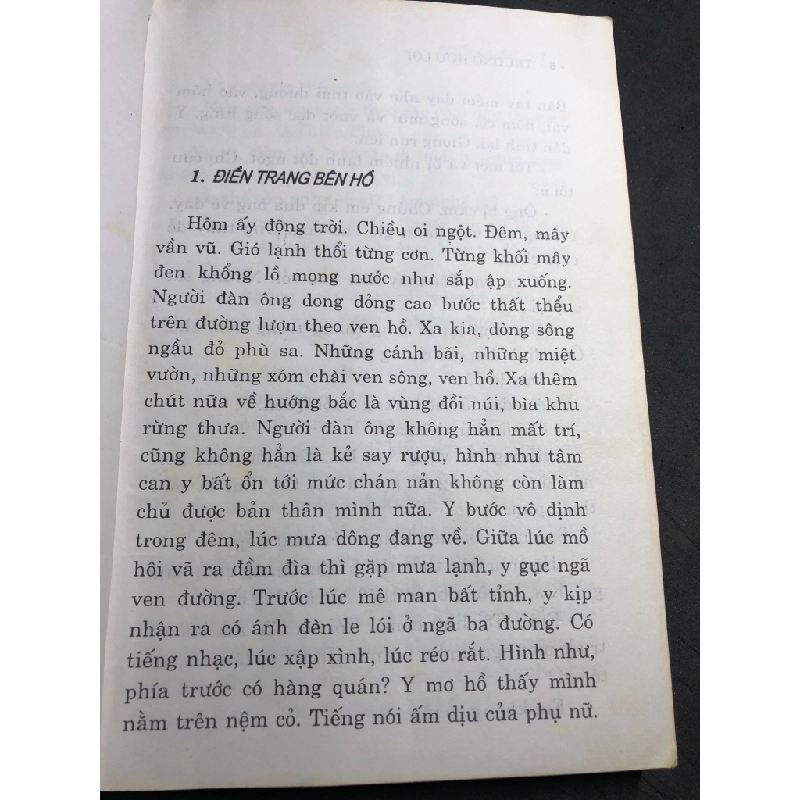 1. ĐIỀN TRANG BÊN HỒ
Hôm ấy động trời. Chiều oi ngột. Đêm, mây
vần vũ. Gió lạnh thổi từng cơn. Từng khối mây
đen khổng lồ mọng nước như sắp ập xuống.
Người đàn ông dong dỏng cao bước thất thểu
trên đường lượn theo ven hồ. Xa kia, dòng sông
ngầu đỏ phù sa. Những cánh bãi, những miệt
vườn, những xóm chài ven sông, ven hồ. Xa thêm
chút nữa về hướng bắc là vùng đồi núi, bìa khu
rừng thưa. Người đàn ông không hẳn mất trí,
cũng không hẳn là kẻ say rượu, hình như tâm
can y bất ổn tới mức chán nản không còn làm
chủ được bản thân mình nữa. Y bước vô định
trong đêm, lúc mưa dông đang về. Giữa lúc mồ
hôi vã ra đầm đìa thì gặp mưa lạnh, y gục ngã
ven đường. Trước lúc mê man bất tỉnh, y kịp
nhận ra có ánh đèn le lói ở ngã ba đường. Có
tiếng nhạc, lúc xập xình, lúc réo rắt. Hình như,
phía trước có hàng quán? Y mơ hồ thấy mình
nằm trên nệm cỏ. Tiếng nói ấm dịu của phụ nữ.